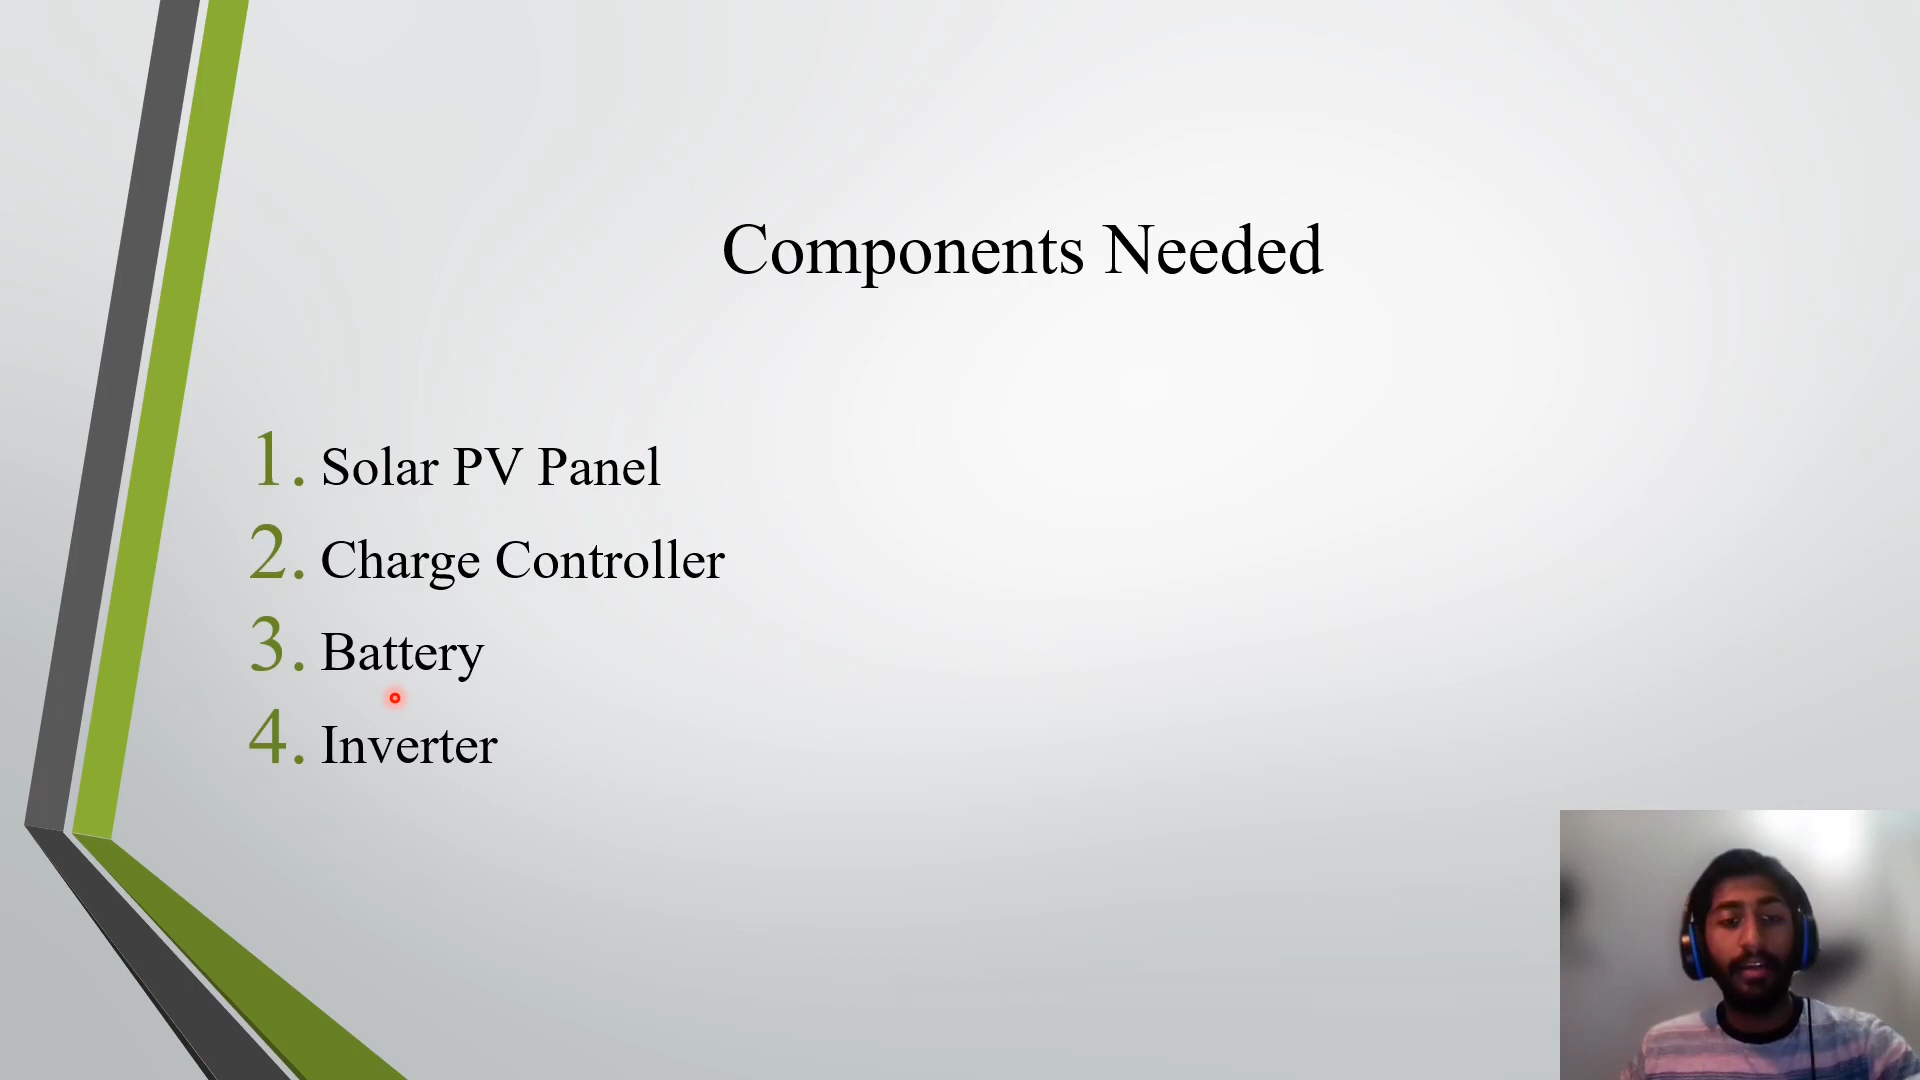 Components Needed
1. Solar PV Panel
2. Charge Controller
3. Battery
4. Inverter